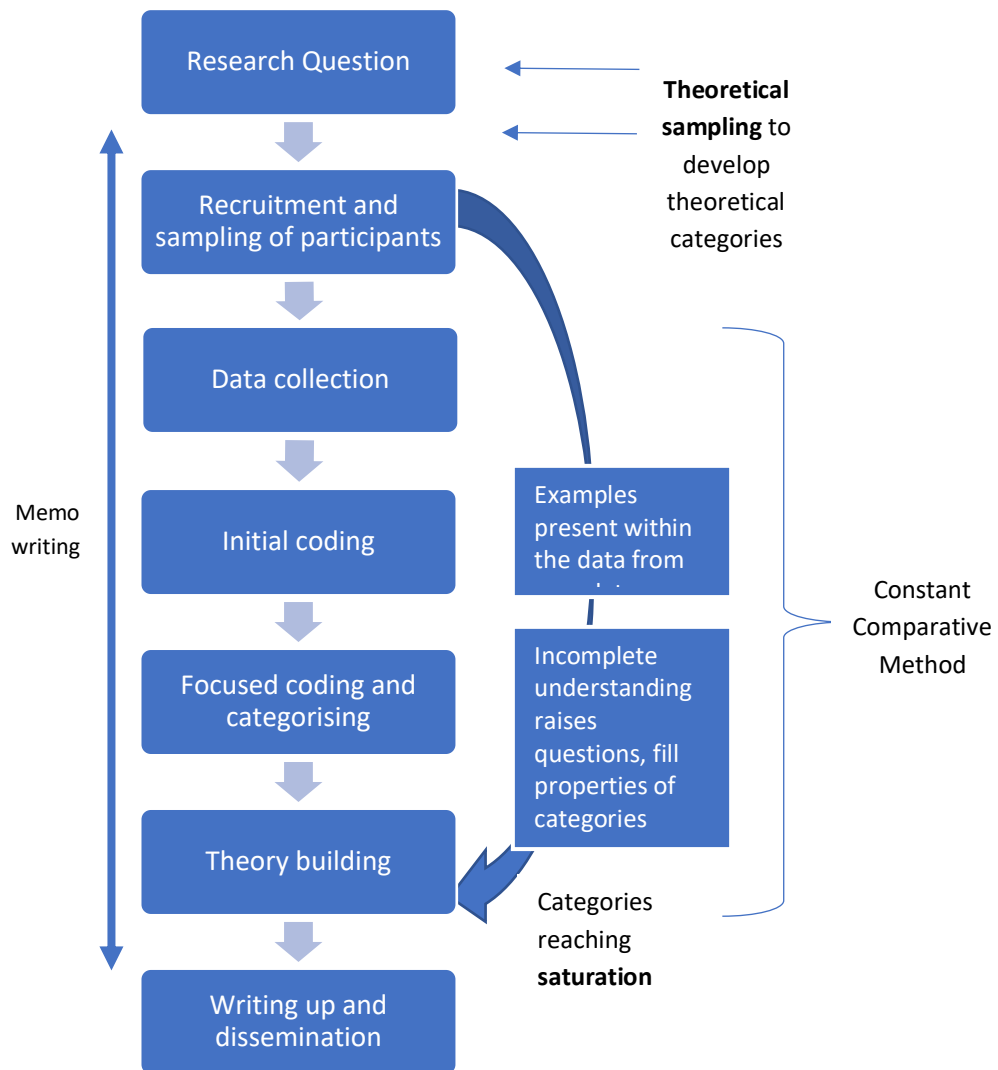 Research Question
Theoretical
sampling to
develop
theoretical
categories
Recruitment and
sampling of participants
Data collection
Memo
writing
Initial coding
Examples
present within
the data from
Constant
Comparative
Method
Focused coding and
categorising
Incomplete
understanding
raises
questions, fill
properties of
categories
Theory building
Categories
reaching
saturation
Writing up and
dissemination